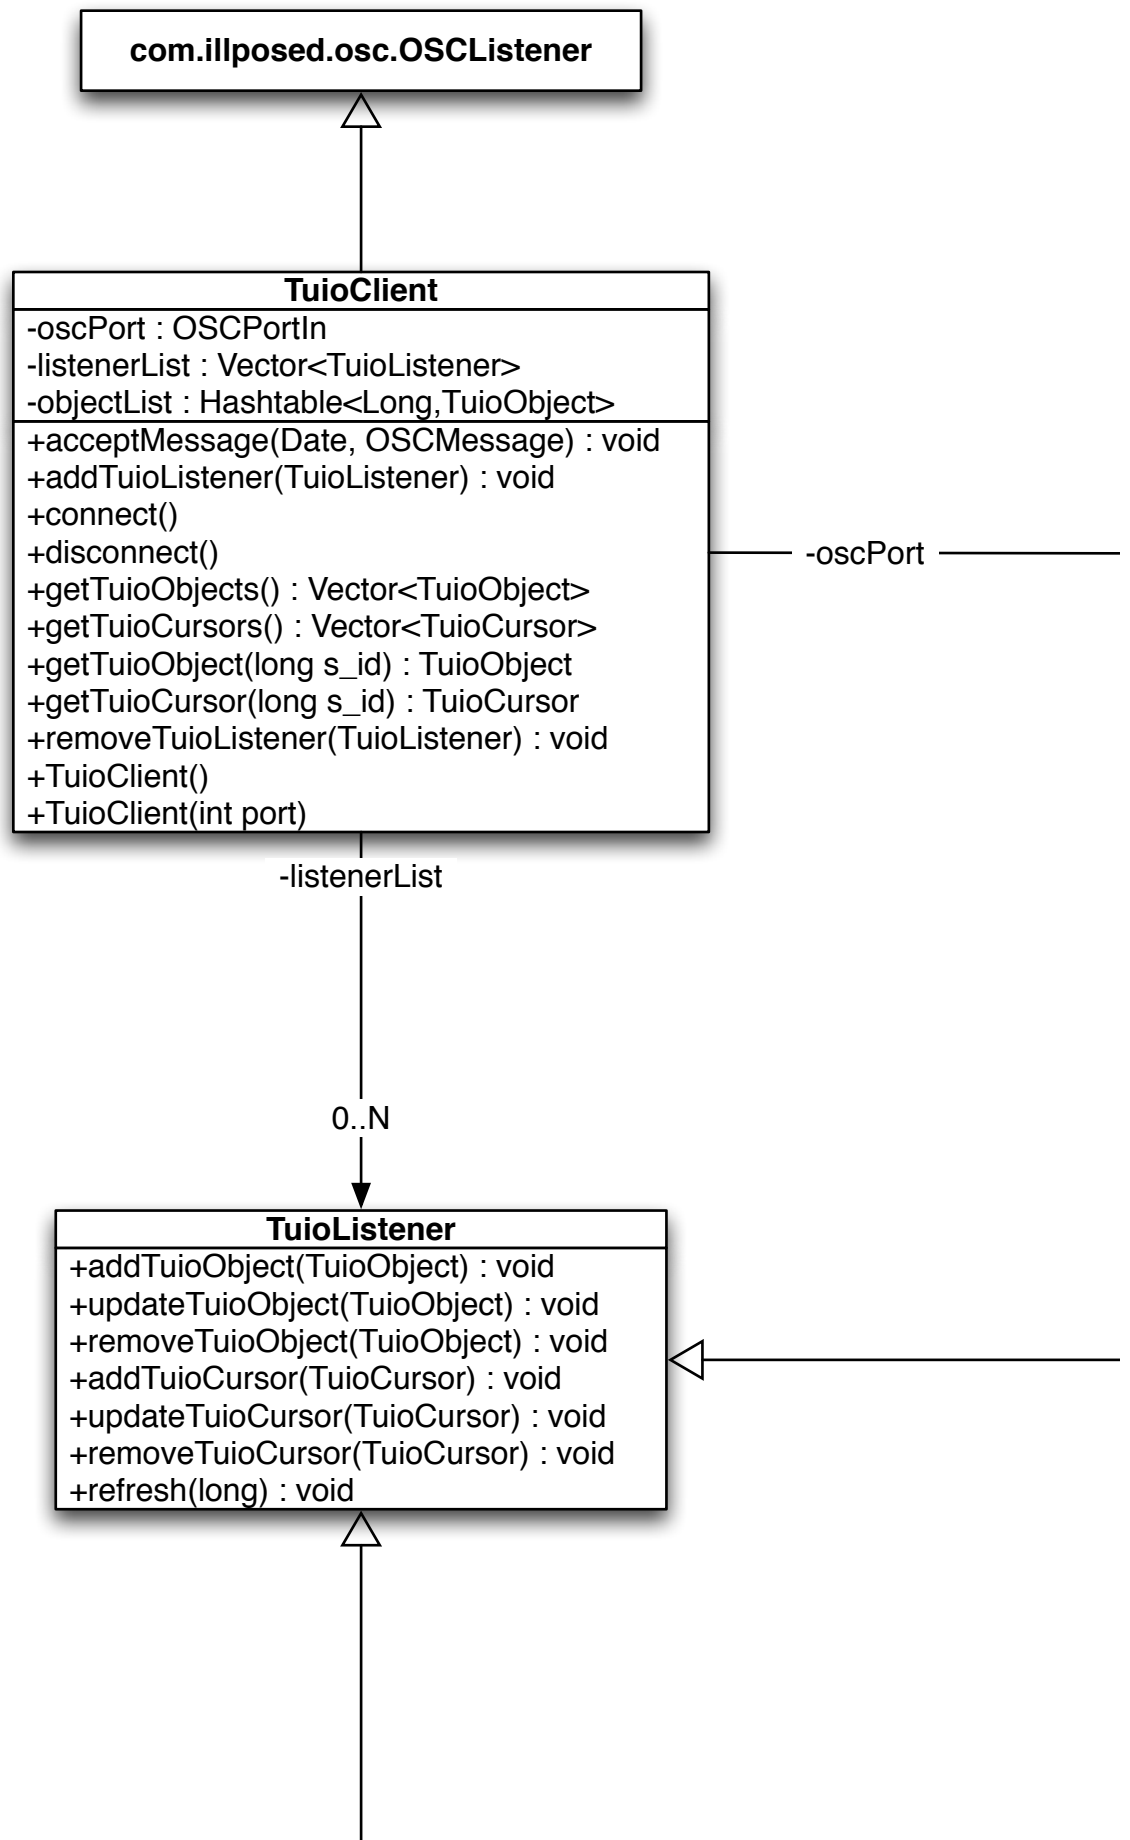 com.illposed.osc.OSCListener
TuioClient
-oscPort : OSCPortIn
-listenerList : Vector<TuioListener>
-objectList : Hashtable<Long,TuioObject>
+acceptMessage(Date, OSCMessage) : void
+addTuioListener(TuioListener) : void
+connect()
+disconnect()
+getTuioObjects() : Vector<TuioObject>
+getTuioCursors() : Vector<TuioCursor>
+getTuioObject(long s_id) : TuioObject
+getTuioCursor(long s_id) : TuioCursor
+removeTuioListener(TuioListener) : void
+TuioClient()
+TuioClient(int port)
-oscPort
-listenerList
0..N
TuioListener
+addTuioObject(TuioObject) : void
+updateTuioObject(TuioObject) : void
+removeTuioObject(TuioObject) : void
+addTuioCursor(TuioCursor) : void
+updateTuioCursor(TuioCursor) : void
+removeTuioCursor(TuioCursor) : void
+refresh(long) : void